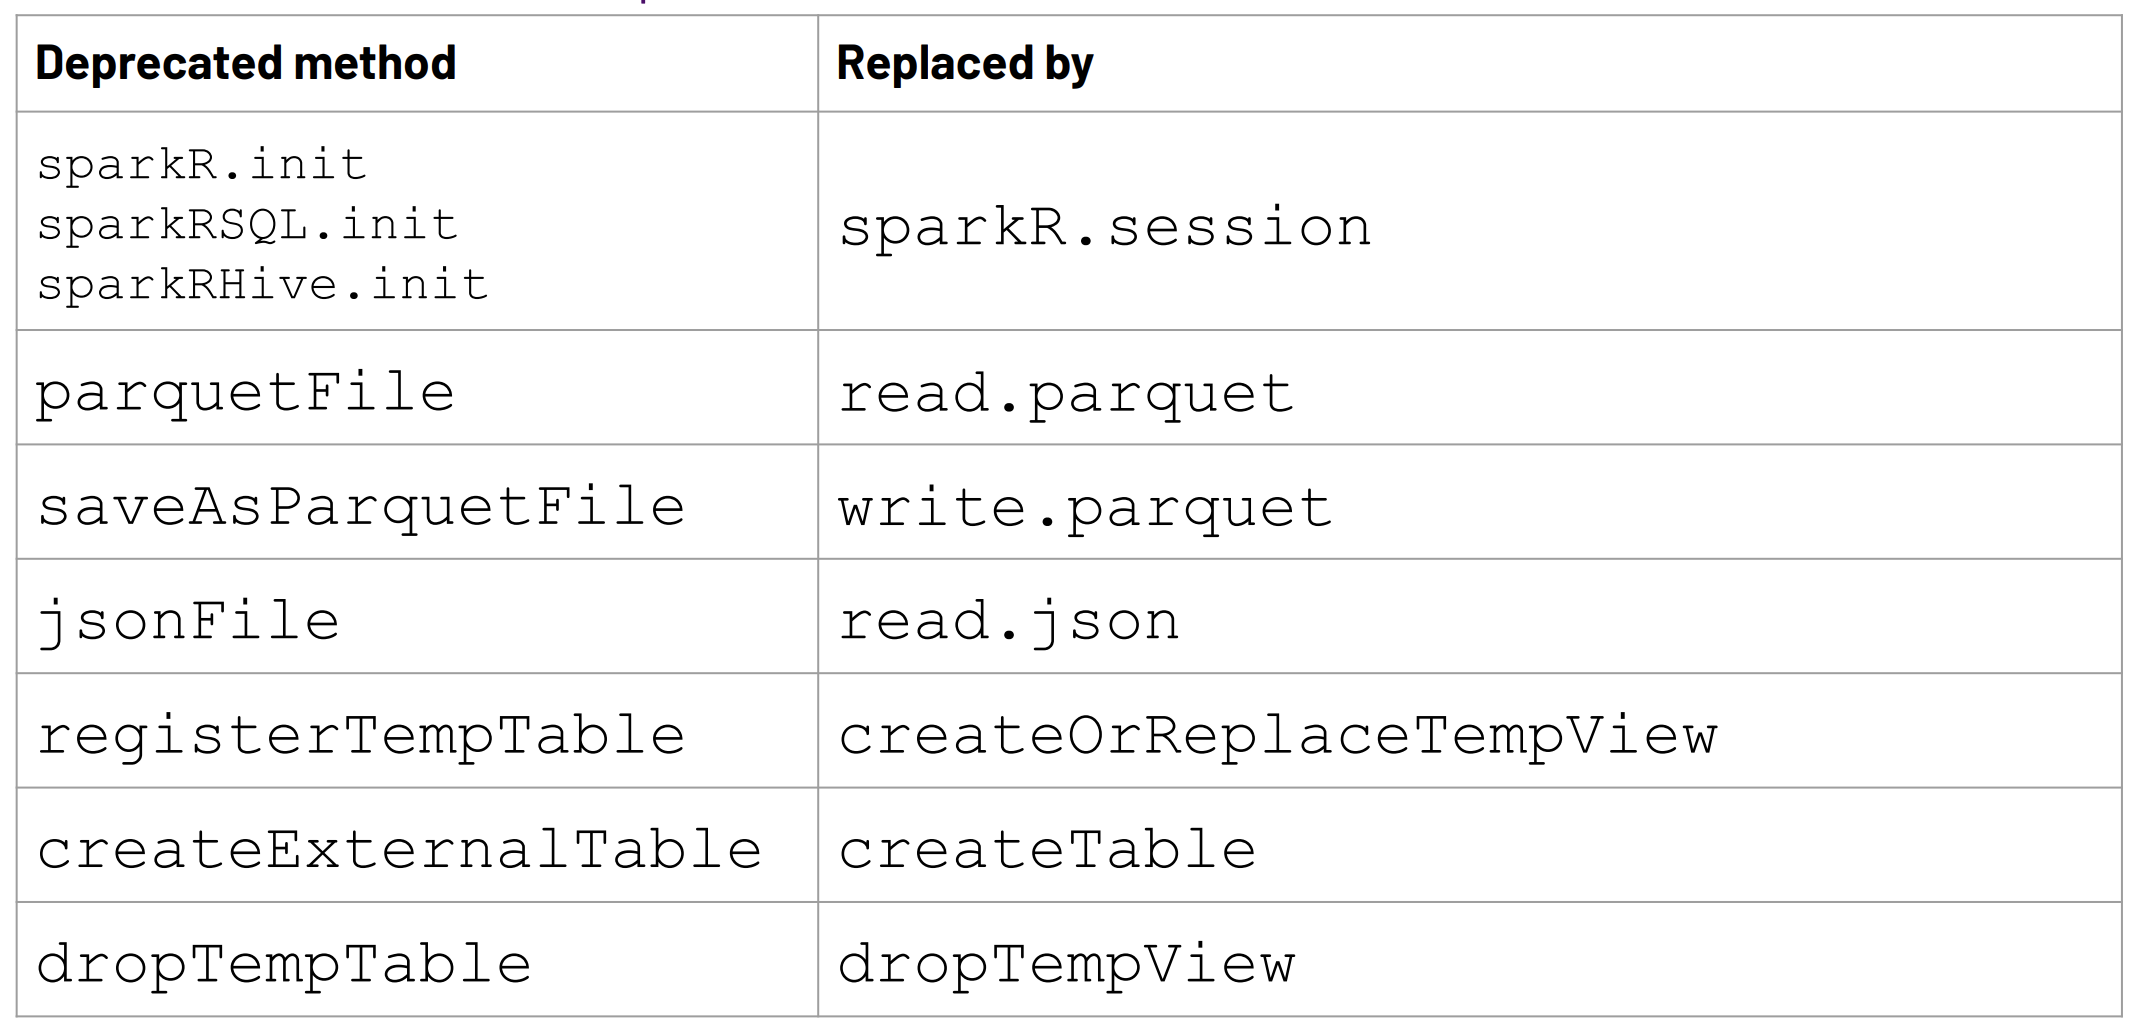 Deprecated method Replaced by
sparkR.init
sparkRSQL.init
sparkRHive.init
sparkR.session
parquetFile read.parquet
saveAsParquetFile write.parquet
jsonFile read.json
registerTempTable createOrReplaceTempView
createExternalTable createTable
dropTempTable dropTempView